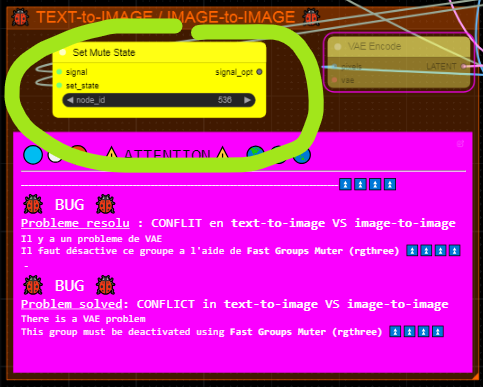 🐞 TEXT-to-IMAGE / IMAGE-to-IMAGE 🐞
Set Mute State
signal
signal_opt
set_state
◀ node_id 536 ▶
VAE Encode
pixels
LATENT
vae
⚠ ATTENTION ⚠
🐞 BUG 🐞
Probleme resolu : CONFLIT en text-to-image VS image-to-image
Il y a un probleme de VAE
Il faut désactive ce groupe a l'aide de Fast Groups Muter (rgthree) ⏫ ⏫ ⏫ ⏫
-
🐞 BUG 🐞
Problem solved: CONFLICT in text-to-image VS image-to-image
There is a VAE problem
This group must be deactivated using Fast Groups Muter (rgthree) ⏫ ⏫ ⏫ ⏫